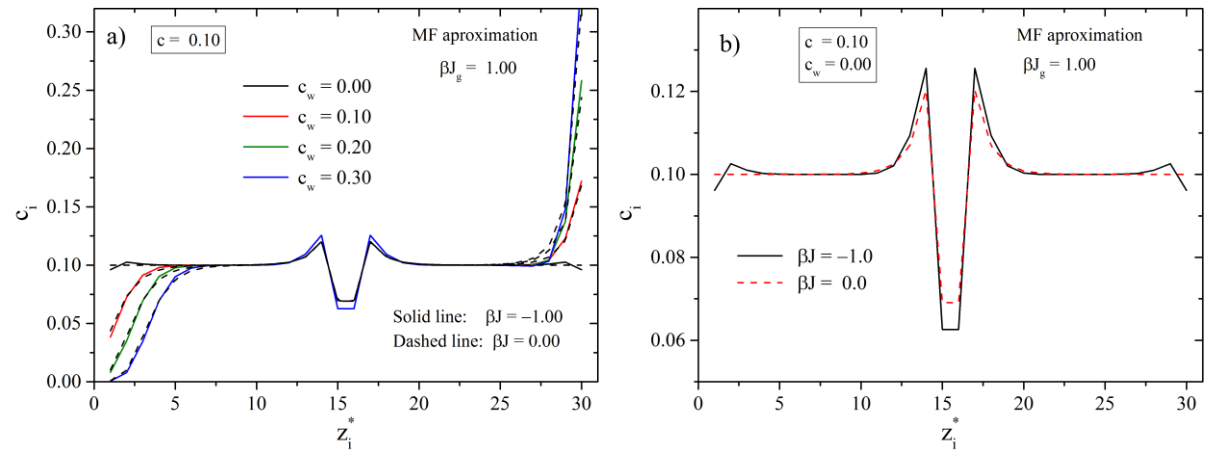 a)
c = 0.10
MF aproximation
βJ_g = 1.00
c_w = 0.00
c_w = 0.10
c_w = 0.20
c_w = 0.30
Solid line: βJ = −1.00
Dashed line: βJ = 0.00
c_i
0.30
0.25
0.20
0.15
0.10
0.05
0.00
0 5 10 15 20 25 30
z_i^*
b)
c = 0.10
c_w = 0.00
MF aproximation
βJ_g = 1.00
βJ = −1.0
βJ = 0.0
c_i
0.12
0.10
0.08
0.06
0 5 10 15 20 25 30
z_i^*